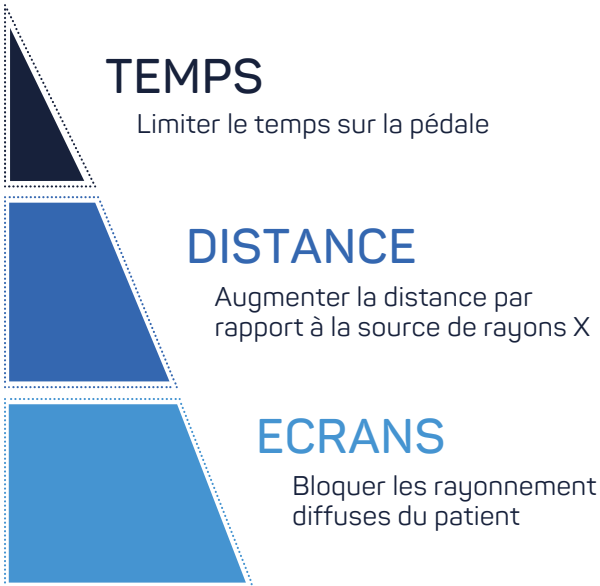 TEMPS
Limiter le temps sur la pédale
DISTANCE
Augmenter la distance par
rapport à la source de rayons X
ECRANS
Bloquer les rayonnement
diffuses du patient